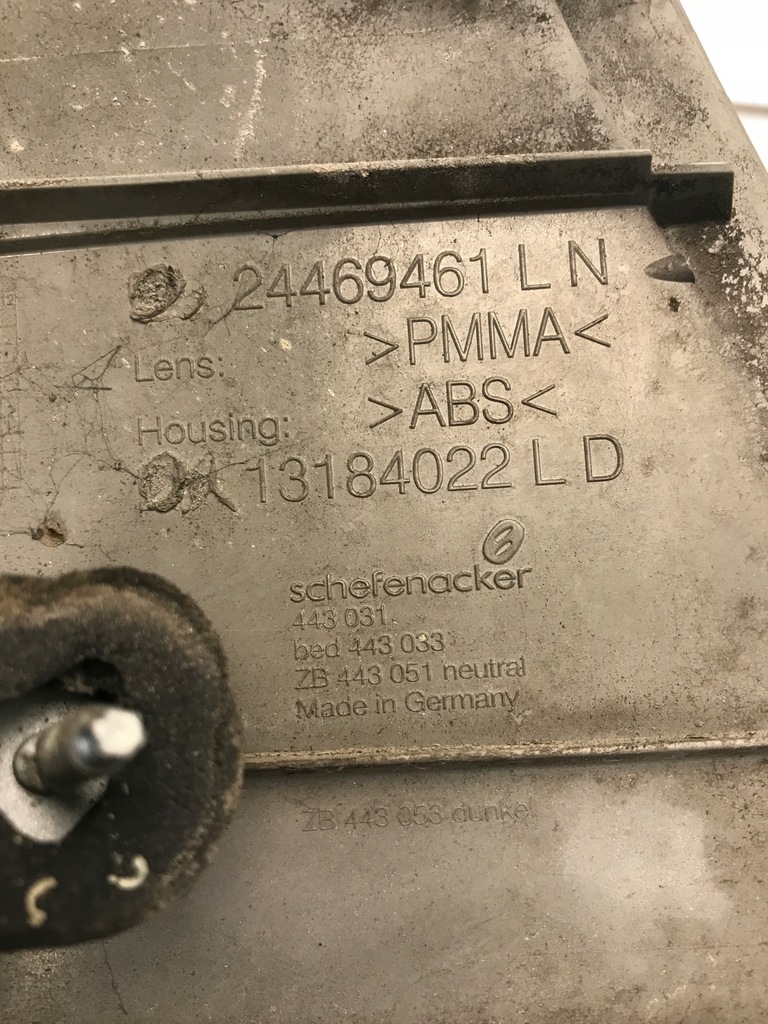 24469461 L N
Lens: >PMMA<
Housing: >ABS<
13184022 L D
schefenacker
443 031
bed 443 033
ZB 443 051 neutral
Made in Germany
ZB 443 053 dunkel